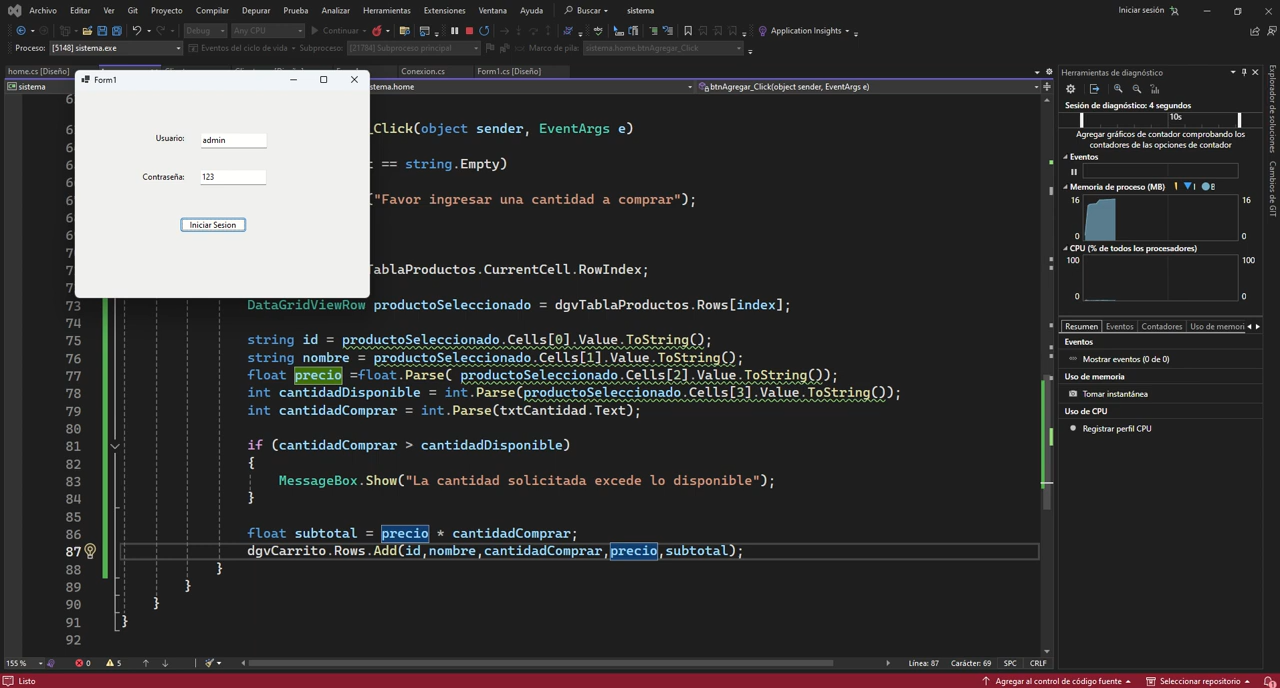 Archivo Editar Ver Git Proyecto Compilar Depurar Prueba Analizar Herramientas Extensiones Ventana Ayuda Buscar sistema Iniciar sesión
Debug Any CPU Continuar Application Insights
Proceso: [5148] sistema.exe Eventos del ciclo de vida Subproceso: [21784] Subproceso principal Marco de pila: sistema.home.btnAgregar_Click
home.cs [Diseño] Conexion.cs Form1.cs [Diseño]
sistema sistema.home btnAgregar_Click(object sender, EventArgs e)
Form1
Usuario: admin
Contraseña: 123
Iniciar Sesion
_Click(object sender, EventArgs e)
== string.Empty)
("Favor ingresar una cantidad a comprar");
TablaProductos.CurrentCell.RowIndex;
73 DataGridViewRow productoSeleccionado = dgvTablaProductos.Rows[index];
74
75 string id = productoSeleccionado.Cells[0].Value.ToString();
76 string nombre = productoSeleccionado.Cells[1].Value.ToString();
77 float precio =float.Parse( productoSeleccionado.Cells[2].Value.ToString());
78 int cantidadDisponible = int.Parse(productoSeleccionado.Cells[3].Value.ToString());
79 int cantidadComprar = int.Parse(txtCantidad.Text);
80
81 if (cantidadComprar > cantidadDisponible)
82 {
83 MessageBox.Show("La cantidad solicitada excede lo disponible");
84 }
85
86 float subtotal = precio * cantidadComprar;
87 dgvCarrito.Rows.Add(id,nombre,cantidadComprar,precio,subtotal);
88 }
89 }
90 }
91 }
92
155 % 0 5 Línea: 87 Carácter: 69 SPC CRLF
Listo Agregar al control de código fuente Seleccionar repositorio
Herramientas de diagnóstico
Sesión de diagnóstico: 4 segundos
10s
Agregar gráficos de contador comprobando los
contadores de las opciones de contador
Eventos
Memoria de proceso (MB)
16 16
0 0
CPU (% de todos los procesadores)
100 100
0 0
Resumen Eventos Contadores Uso de memori
Eventos
Mostrar eventos (0 de 0)
Uso de memoria
Tomar instantánea
Uso de CPU
Registrar perfil CPU
Explorador de soluciones
Cambios de GIT